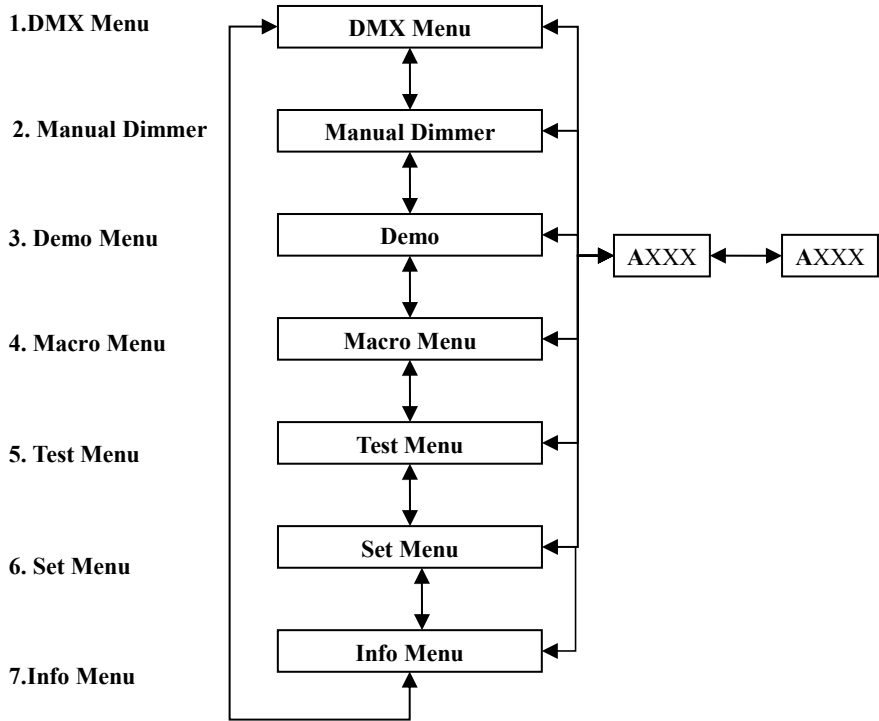 1.DMX Menu
DMX Menu
2. Manual Dimmer
Manual Dimmer
3. Demo Menu
Demo
AXXX
AXXX
4. Macro Menu
Macro Menu
5. Test Menu
Test Menu
6. Set Menu
Set Menu
7.Info Menu
Info Menu